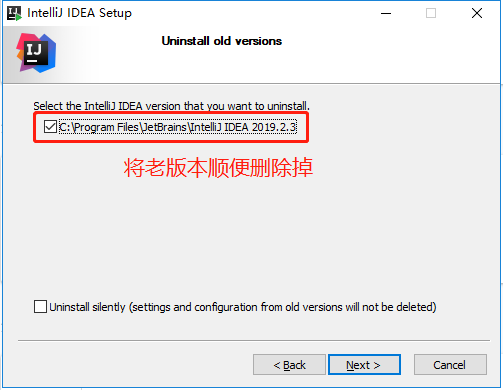 IntelliJ IDEA Setup
Uninstall old versions
IJ
Select the IntelliJ IDEA version that you want to uninstall.
C:\Program Files\JetBrains\IntelliJ IDEA 2019.2.3
将老版本顺便删除掉
Uninstall silently (settings and configuration from old versions will not be deleted)
< Back
Next >
Cancel